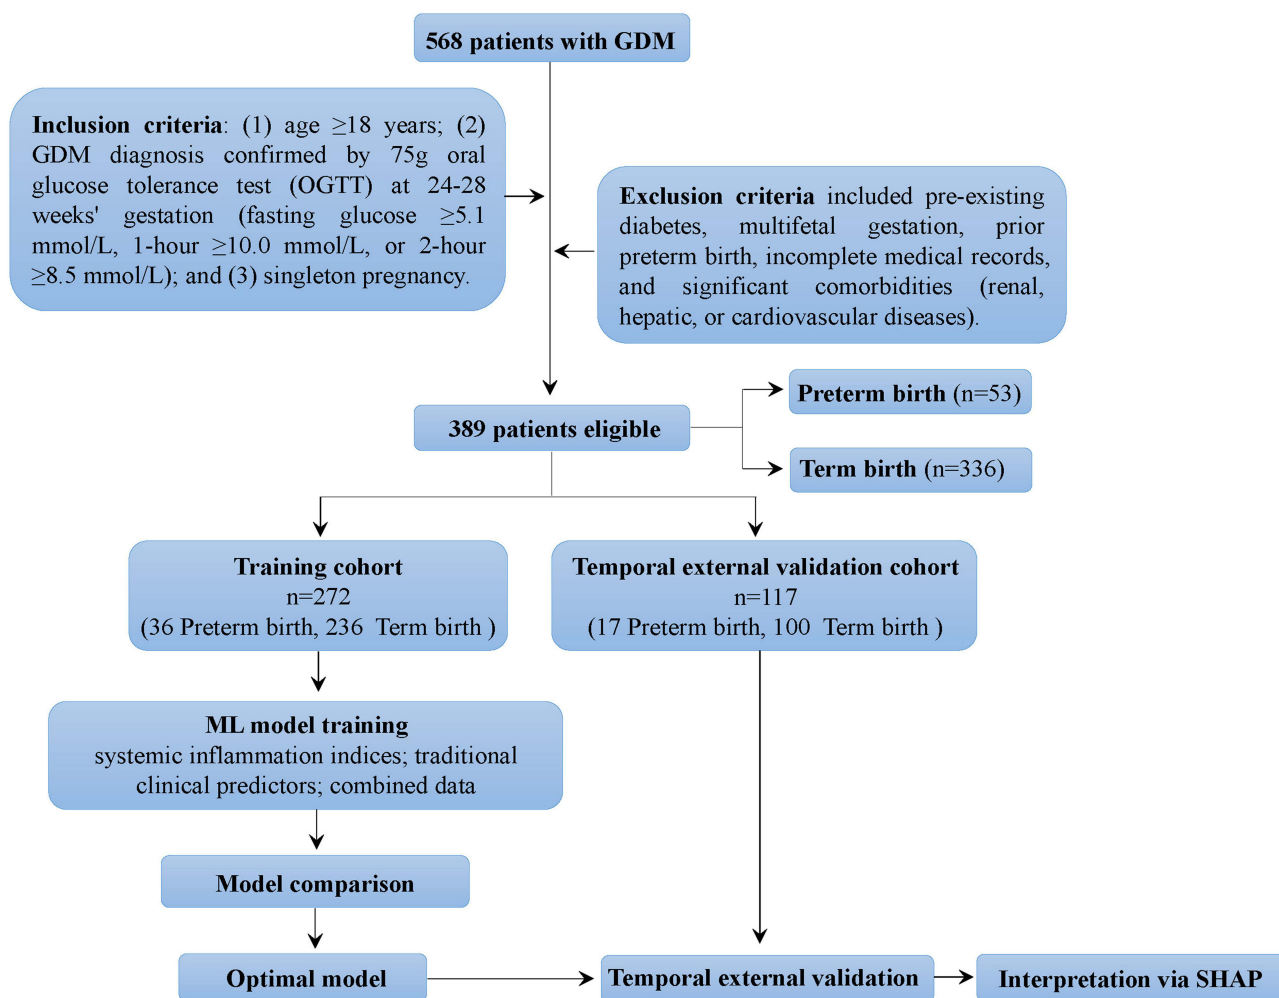 568 patients with GDM
Inclusion criteria: (1) age ≥18 years; (2)
GDM diagnosis confirmed by 75g oral
glucose tolerance test (OGTT) at 24-28
weeks' gestation (fasting glucose ≥5.1
mmol/L, 1-hour ≥10.0 mmol/L, or 2-hour
≥8.5 mmol/L); and (3) singleton pregnancy.
Exclusion criteria included pre-existing
diabetes, multifetal gestation, prior
preterm birth, incomplete medical records,
and significant comorbidities (renal,
hepatic, or cardiovascular diseases).
389 patients eligible
Preterm birth (n=53)
Term birth (n=336)
Training cohort
n=272
(36 Preterm birth, 236 Term birth )
Temporal external validation cohort
n=117
(17 Preterm birth, 100 Term birth )
ML model training
systemic inflammation indices; traditional
clinical predictors; combined data
Model comparison
Optimal model
Temporal external validation
Interpretation via SHAP